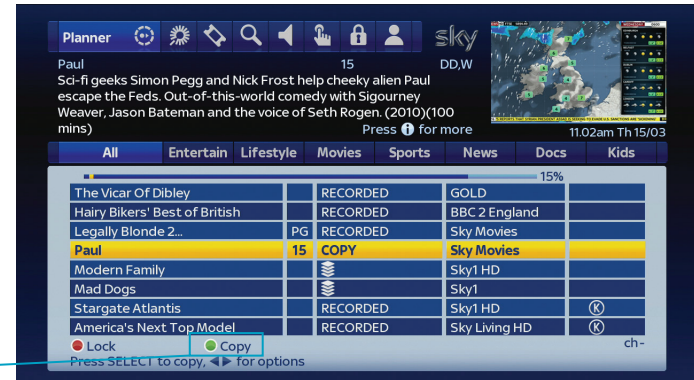 Planner
sky
Paul 15 DD,W
Sci-fi geeks Simon Pegg and Nick Frost help cheeky alien Paul
escape the Feds. Out-of-this-world comedy with Sigourney
Weaver, Jason Bateman and the voice of Seth Rogen. (2010)(100
mins)
Press i for more
11.02am Th 15/03
All Entertain Lifestyle Movies Sports News Docs Kids
15%
The Vicar Of Dibley RECORDED GOLD
Hairy Bikers' Best of British RECORDED BBC 2 England
Legally Blonde 2... PG RECORDED Sky Movies
Paul 15 COPY Sky Movies
Modern Family Sky1 HD
Mad Dogs Sky1
Stargate Atlantis RECORDED Sky1 HD K
America's Next Top Model RECORDED Sky Living HD K
Lock Copy ch-
Press SELECT to copy, ◀▶ for options